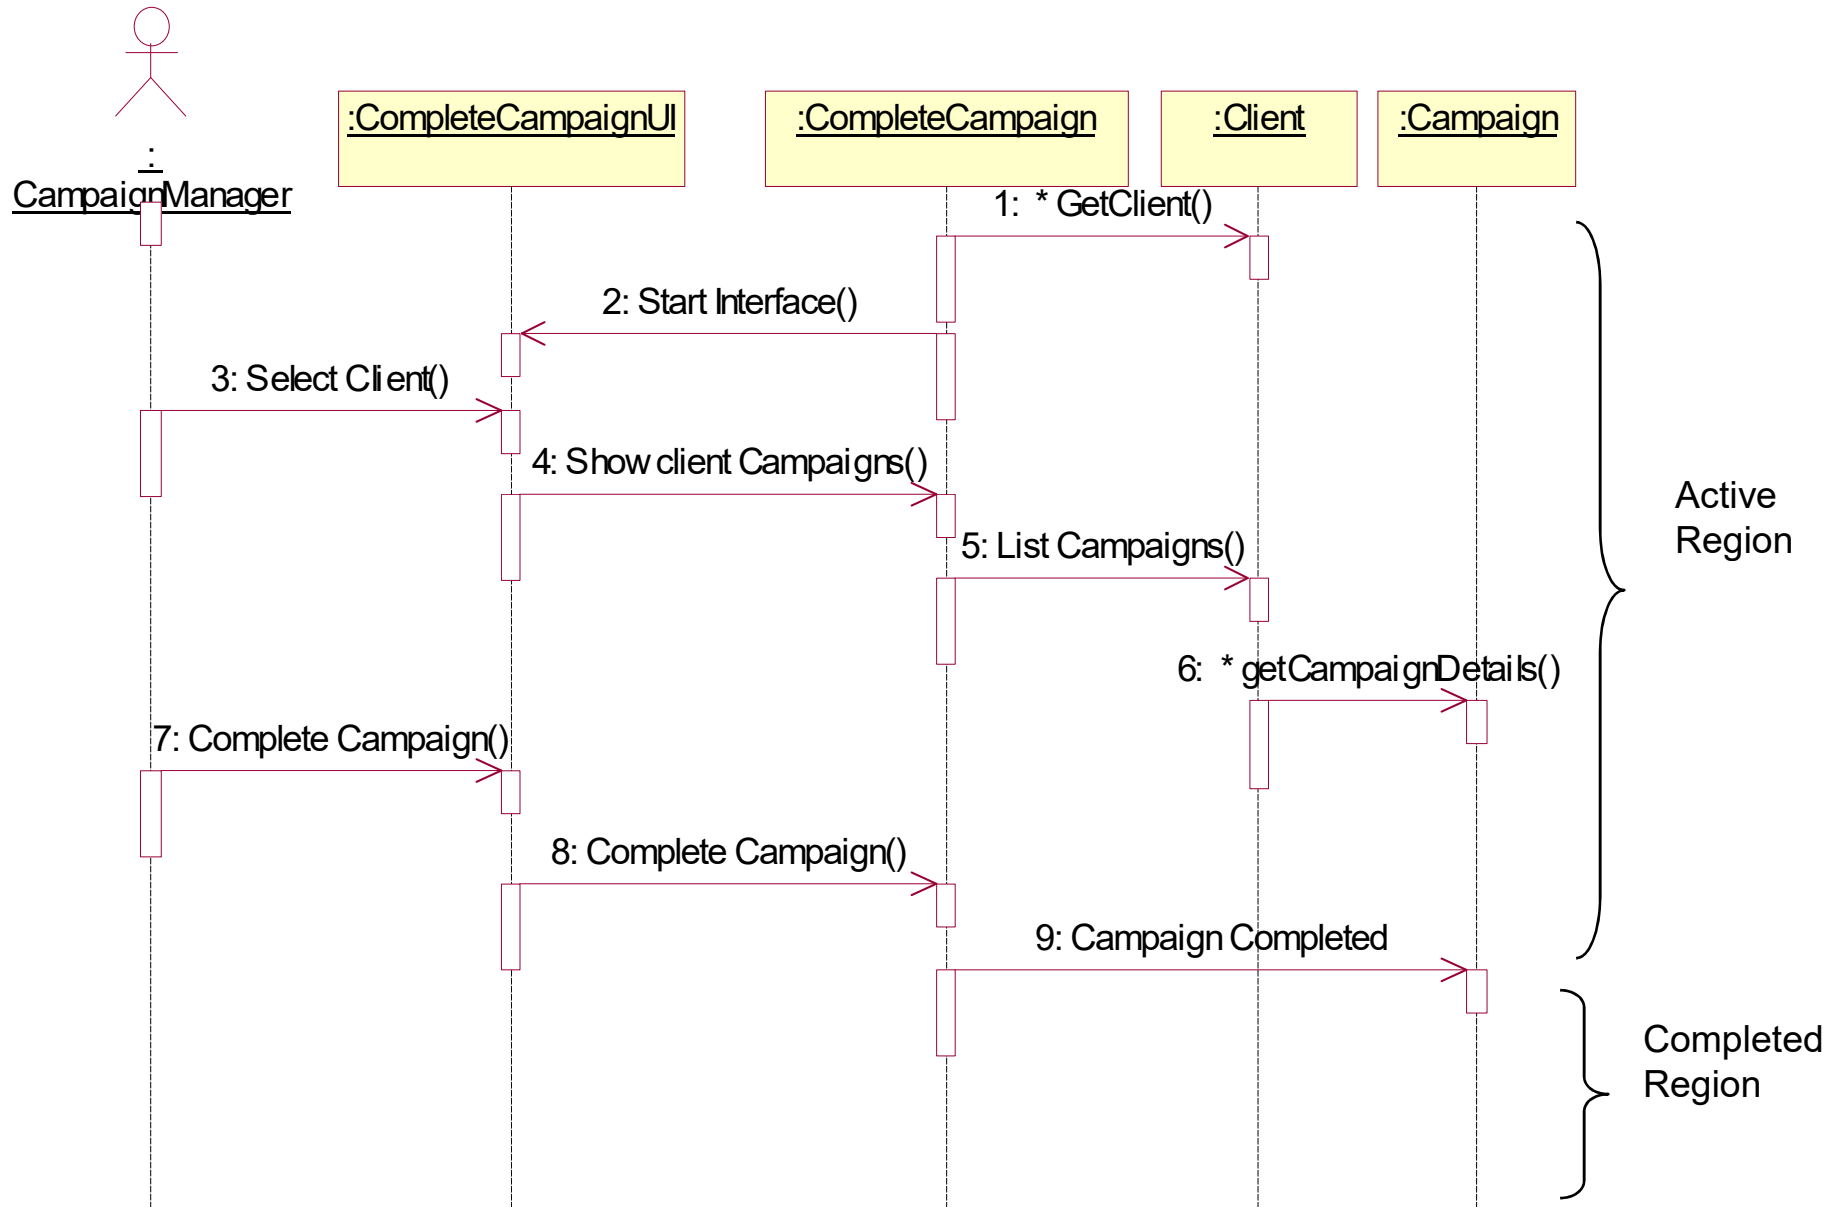 :
CampaignManager
:CompleteCampaignUI
:CompleteCampaign
:Client
:Campaign
1: * GetClient()
2: Start Interface()
3: Select Client()
4: Show client Campaigns()
5: List Campaigns()
6: * getCampaignDetails()
7: Complete Campaign()
8: Complete Campaign()
9: Campaign Completed
Active
Region
Completed
Region